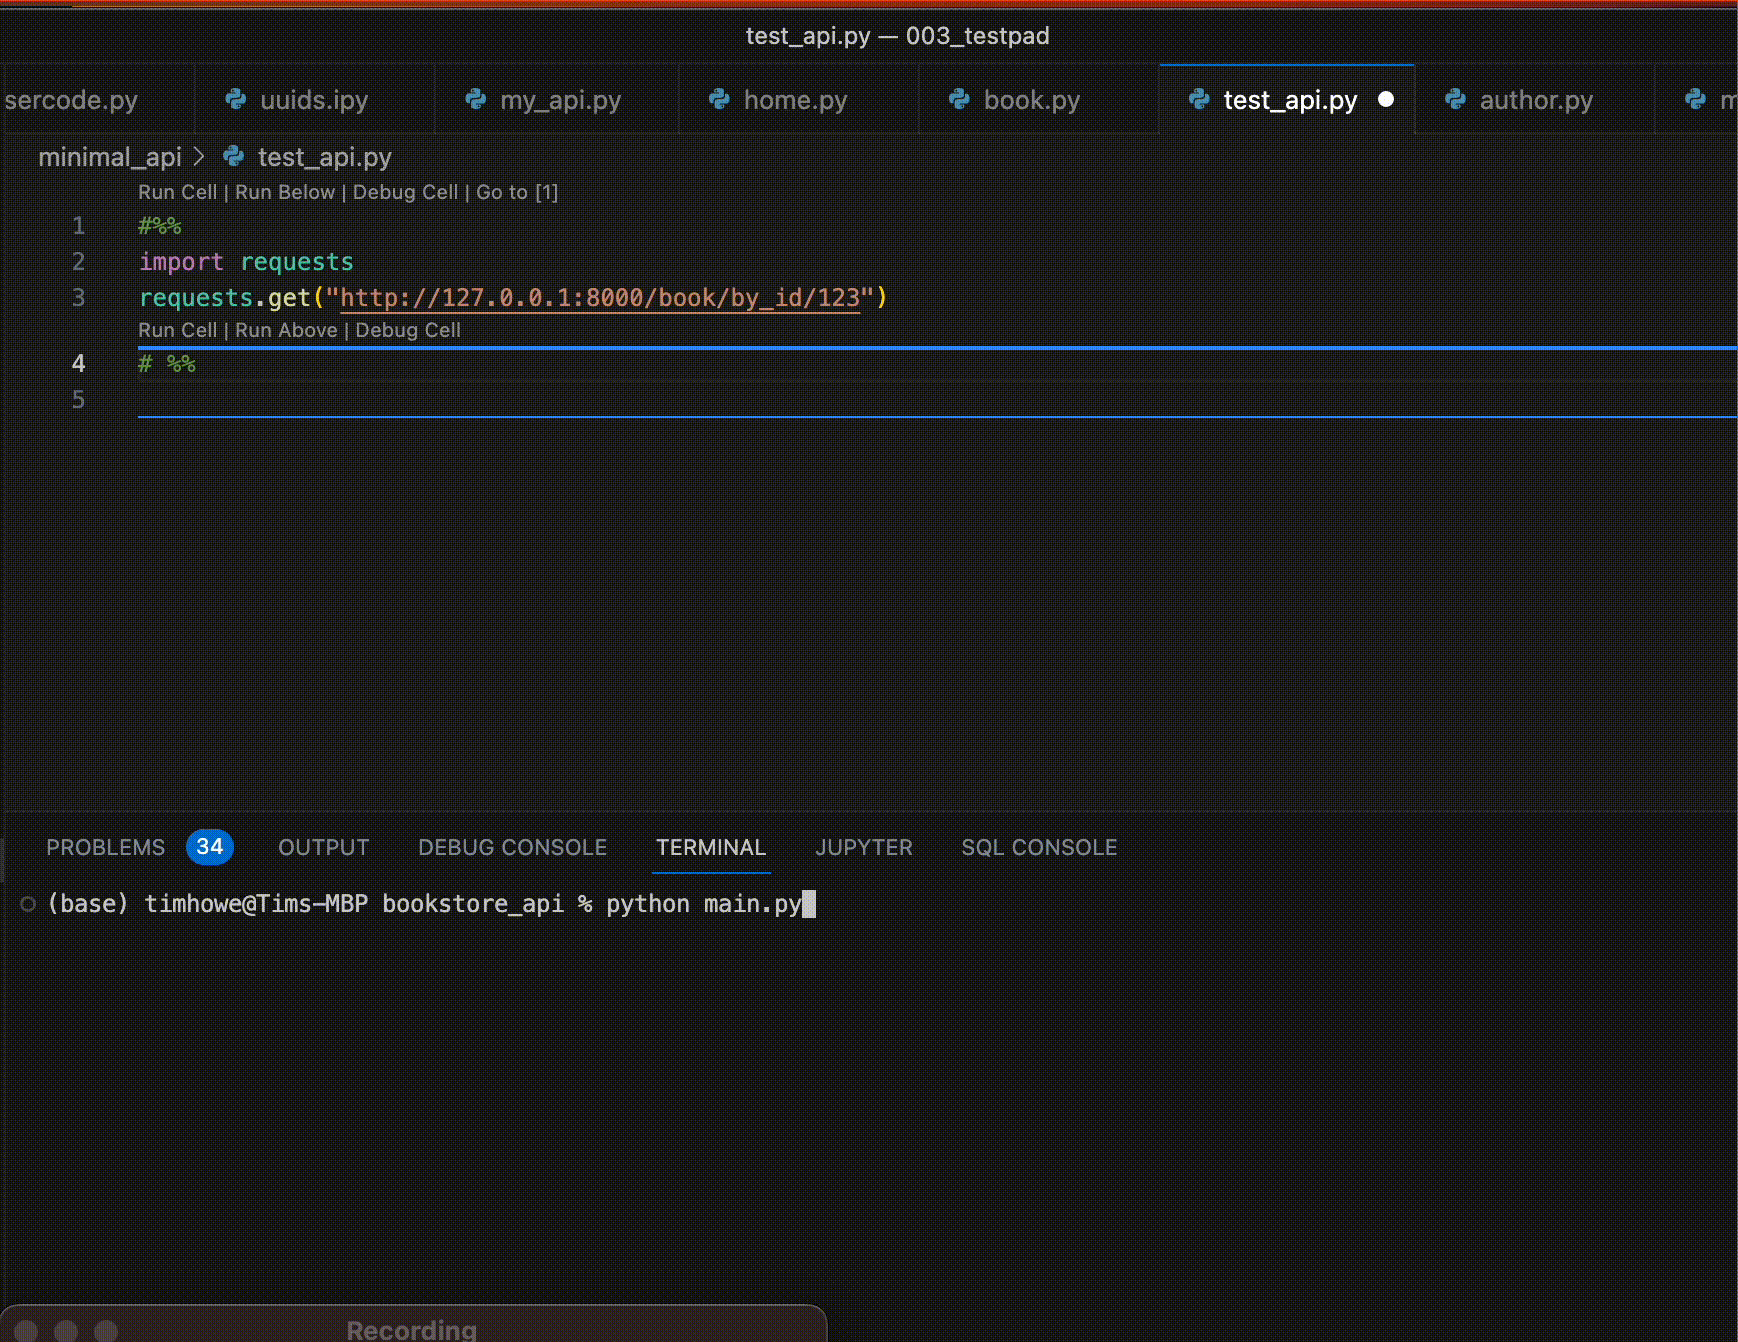 test_api.py — 003_testpad
sercode.py uuids.ipy my_api.py home.py book.py test_api.py author.py m
minimal_api > test_api.py
Run Cell | Run Below | Debug Cell | Go to [1]
1 #%%
2 import requests
3 requests.get("http://127.0.0.1:8000/book/by_id/123")
Run Cell | Run Above | Debug Cell
4 # %%
5
PROBLEMS 34 OUTPUT DEBUG CONSOLE TERMINAL JUPYTER SQL CONSOLE
(base) timhowe@Tims-MBP bookstore_api % python main.py
Recording